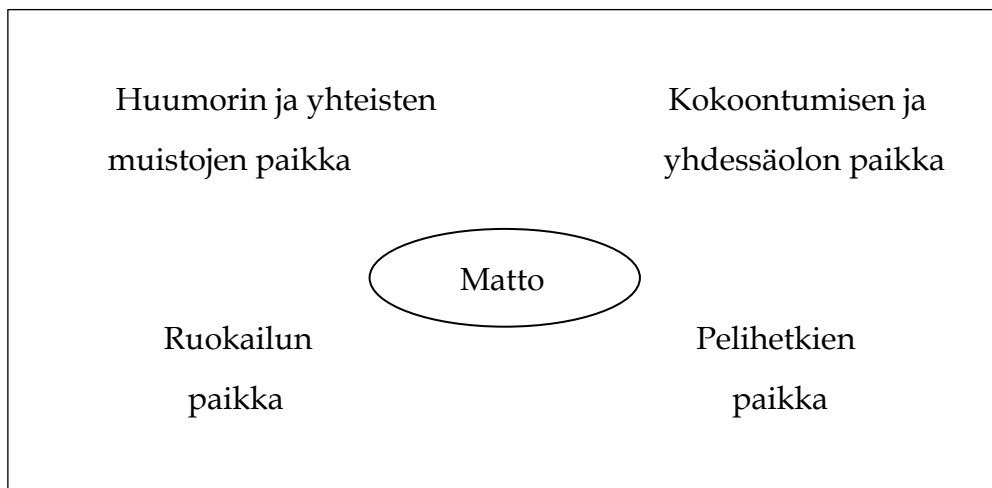 Huumorin ja yhteisten
muistojen paikka
Kokoontumisen ja
yhdessäolon paikka
Matto
Ruokailun
paikka
Pelihetkien
paikka